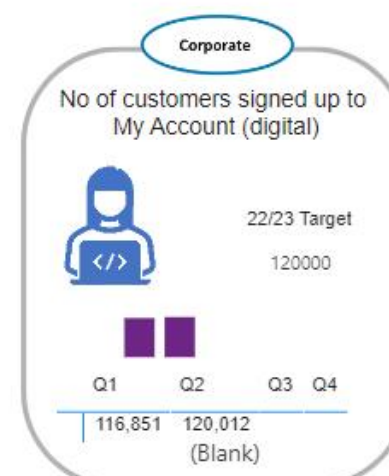 Corporate
No of customers signed up to
My Account (digital)
</>
22/23 Target
120000
Q1 Q2 Q3 Q4
116,851 120,012
(Blank)